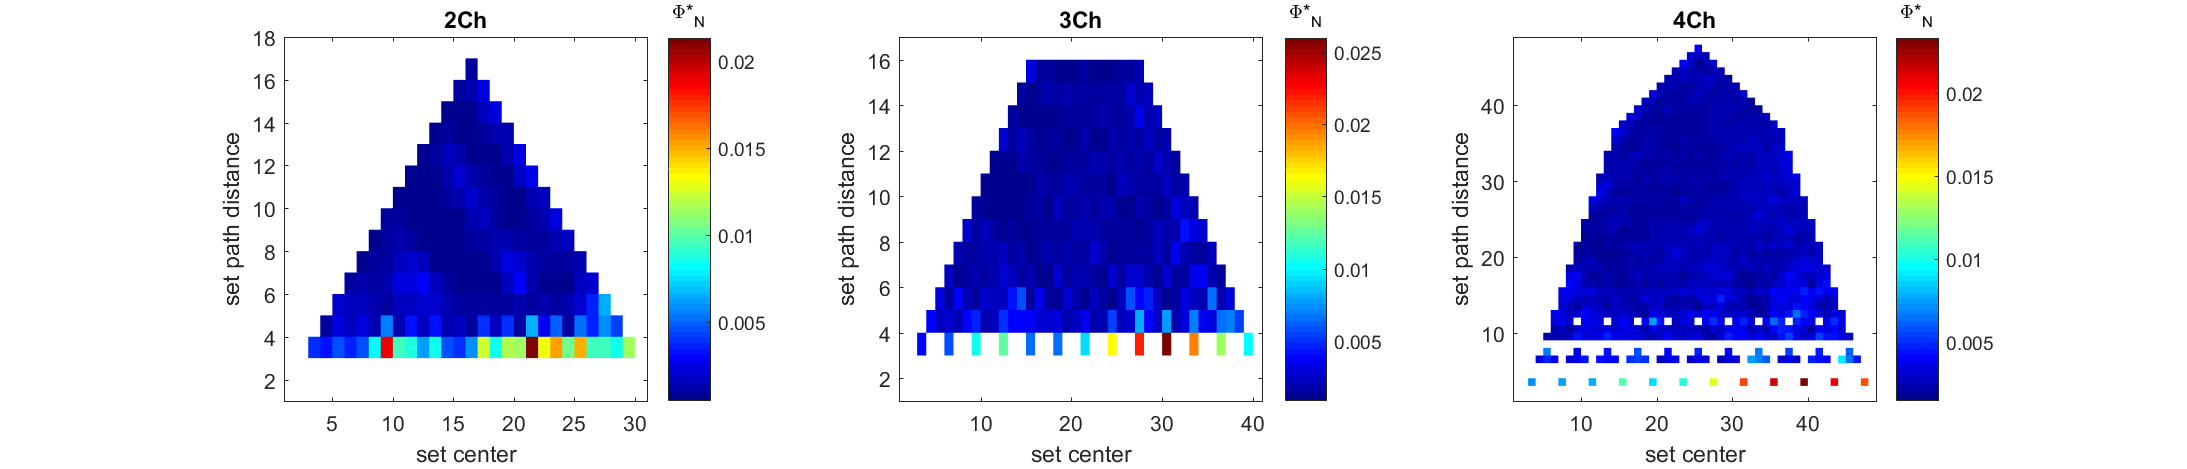 2Ch
Φ*N
18
16
14
12
10
8
6
4
2
5 10 15 20 25 30
set path distance
set center
0.02
0.015
0.01
0.005
3Ch
Φ*N
16
14
12
10
8
6
4
2
10 20 30 40
set path distance
set center
0.025
0.02
0.015
0.01
0.005
4Ch
Φ*N
40
30
20
10
10 20 30 40
set path distance
set center
0.02
0.015
0.01
0.005